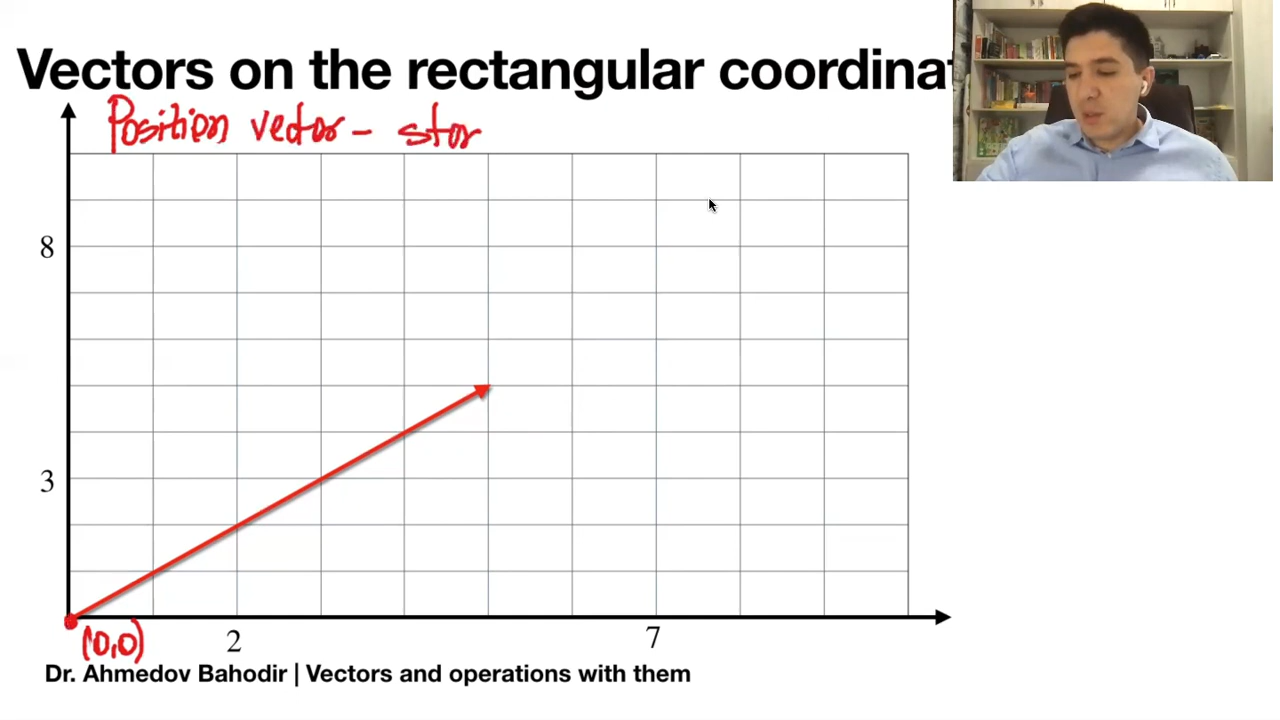 Vectors on the rectangular coordinat
Position vector - star
8
3
(0,0)
2
7
Dr. Ahmedov Bahodir | Vectors and operations with them